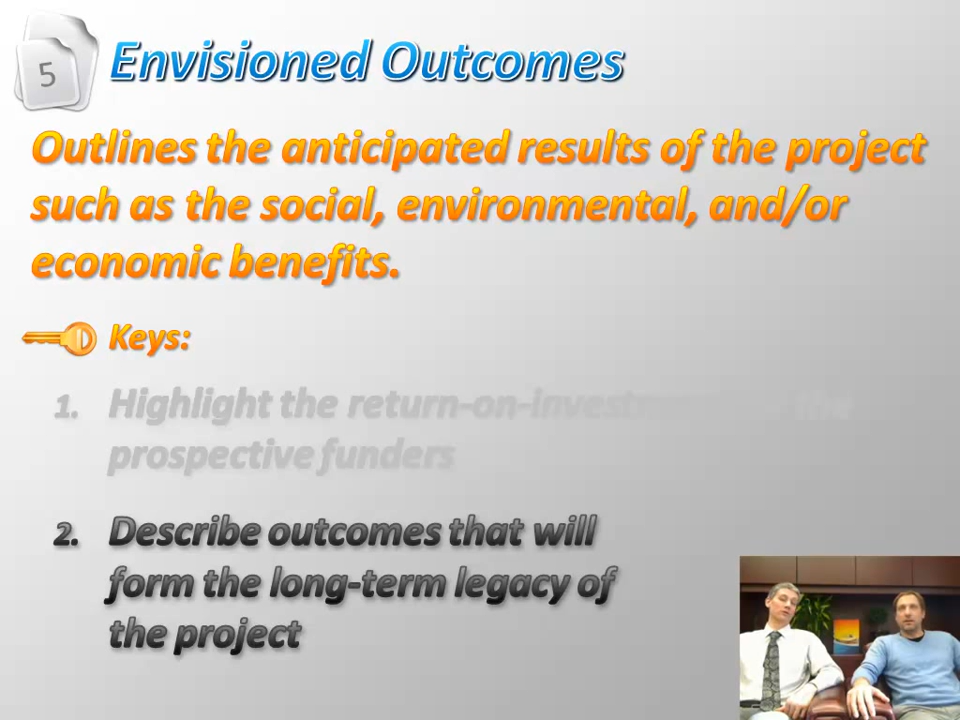 5
Envisioned Outcomes
Outlines the anticipated results of the project
such as the social, environmental, and/or
economic benefits.
Keys:
1. Highlight the return-on-investment the
prospective funders
2. Describe outcomes that will
form the long-term legacy of
the project